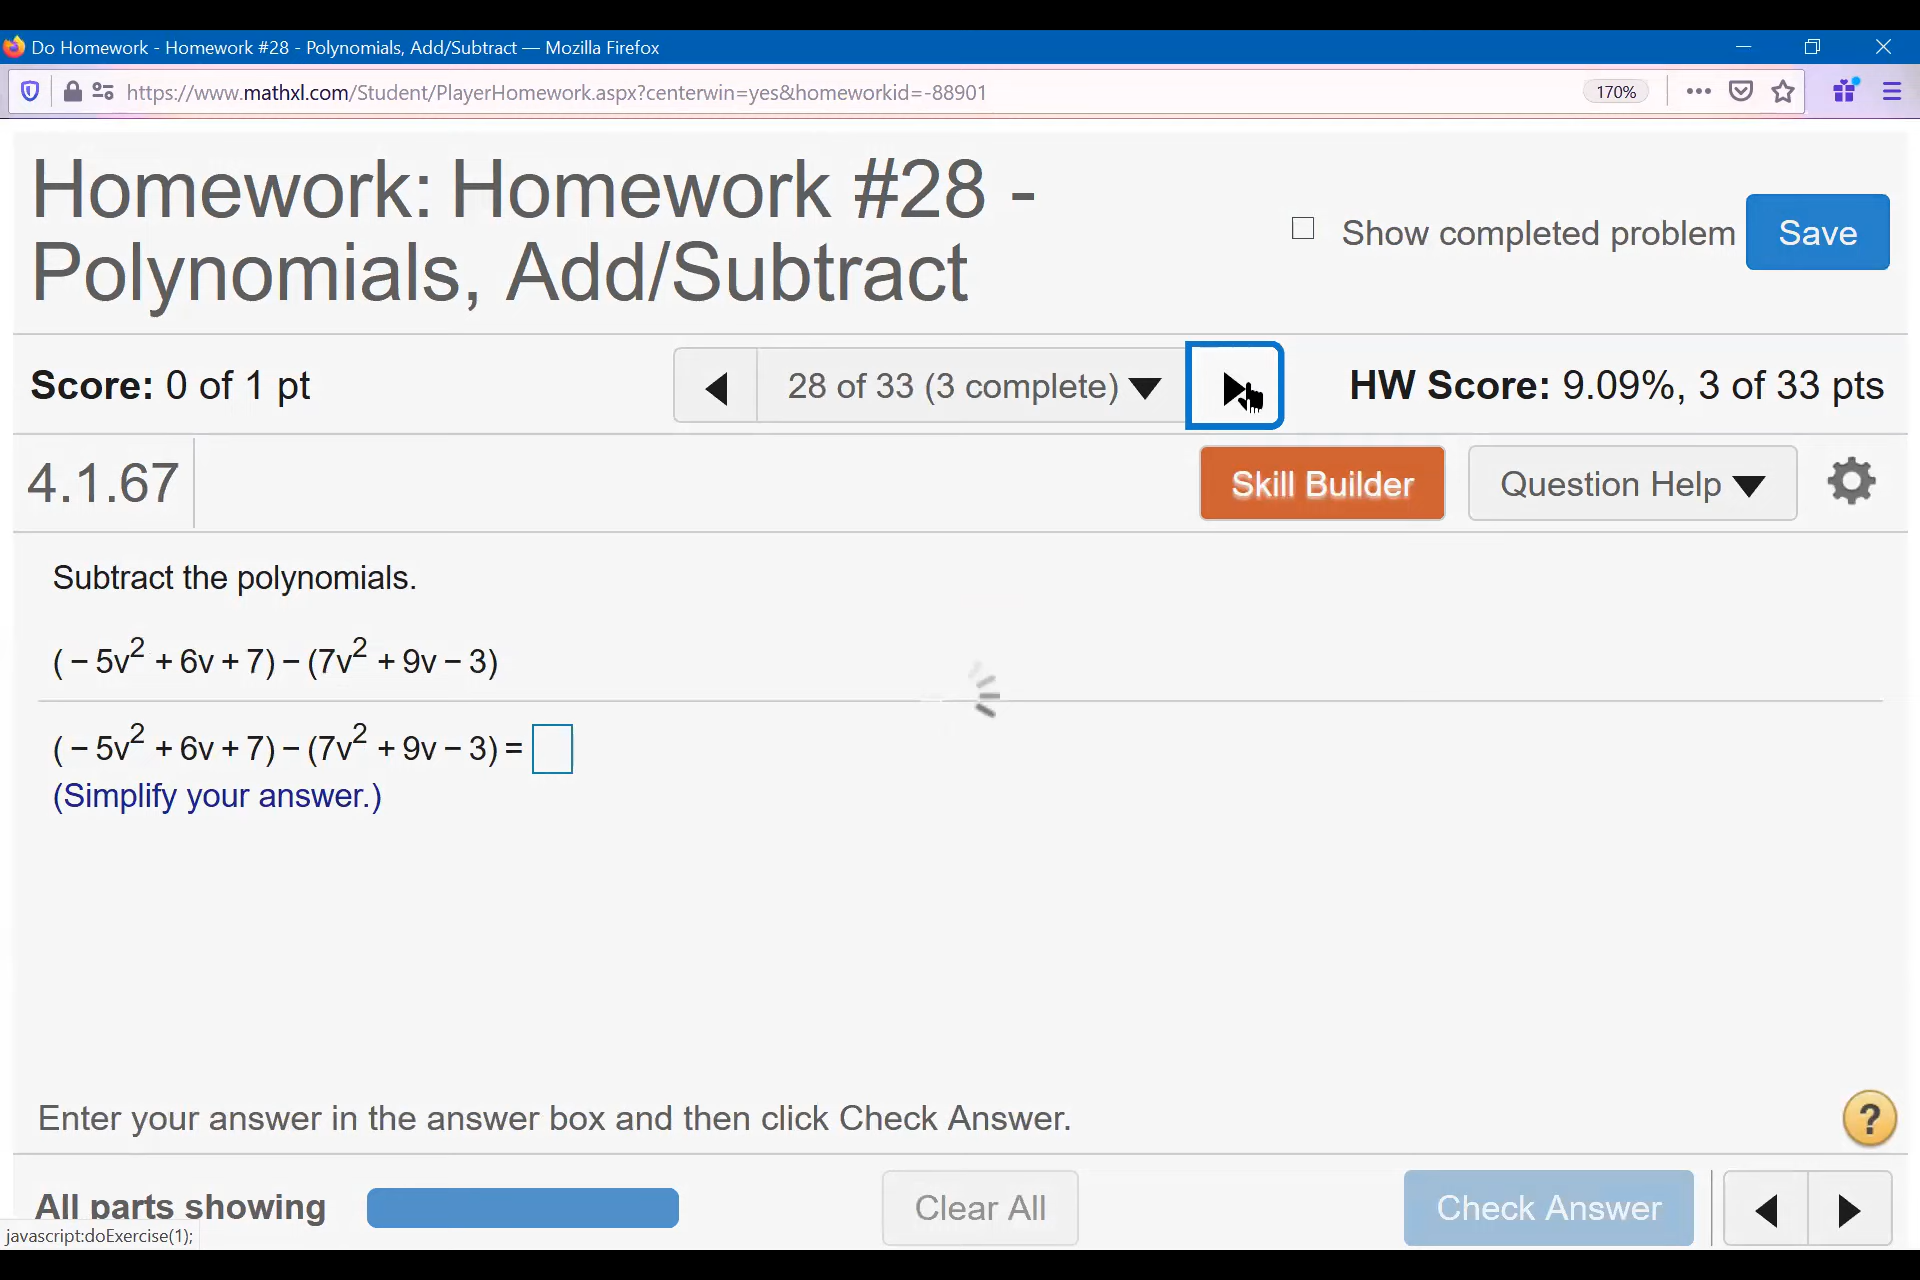 Do Homework - Homework #28 - Polynomials, Add/Subtract — Mozilla Firefox
https://www.mathxl.com/Student/PlayerHomework.aspx?centerwin=yes&homeworkid=-88901
170%
Homework: Homework #28 -
Polynomials, Add/Subtract
Show completed problem
Save
Score: 0 of 1 pt
28 of 33 (3 complete)
HW Score: 9.09%, 3 of 33 pts
4.1.67
Skill Builder
Question Help
Subtract the polynomials.
(−5v² + 6v + 7) − (7v² + 9v − 3)
(−5v² + 6v + 7) − (7v² + 9v − 3) =
(Simplify your answer.)
Enter your answer in the answer box and then click Check Answer.
?
All parts showing
Clear All
Check Answer
javascript:doExercise(1);